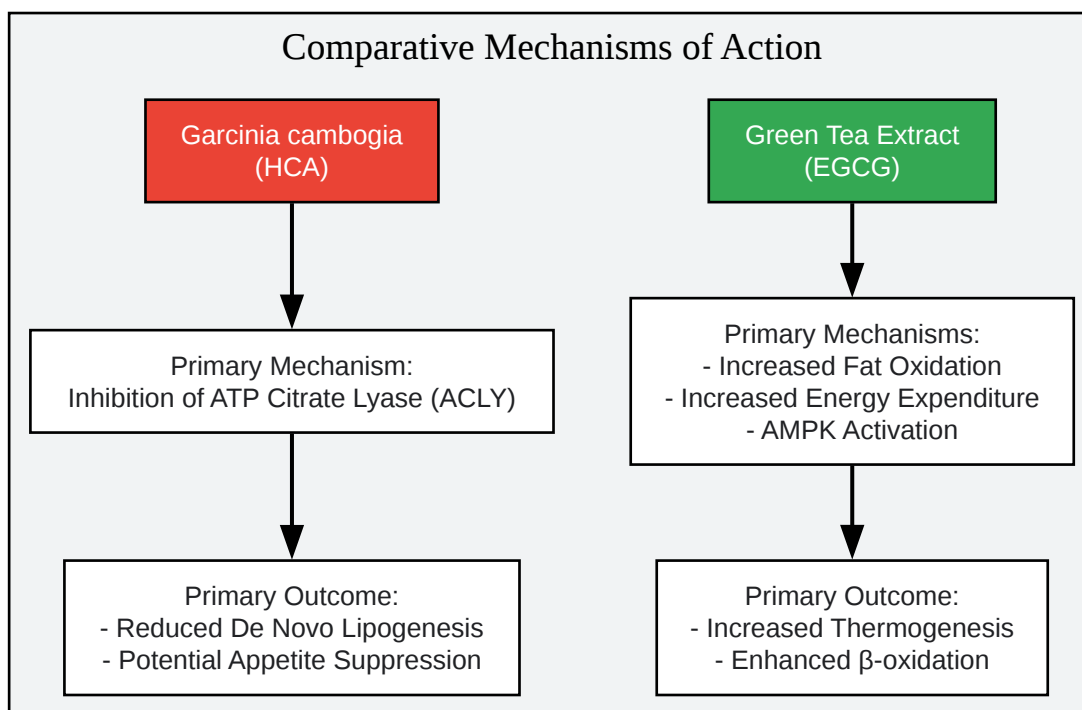 Comparative Mechanisms of Action
Garcinia cambogia
(HCA)
Primary Mechanism:
Inhibition of ATP Citrate Lyase (ACLY)
Primary Outcome:
- Reduced De Novo Lipogenesis
- Potential Appetite Suppression
Green Tea Extract
(EGCG)
Primary Mechanisms:
- Increased Fat Oxidation
- Increased Energy Expenditure
- AMPK Activation
Primary Outcome:
- Increased Thermogenesis
- Enhanced β-oxidation